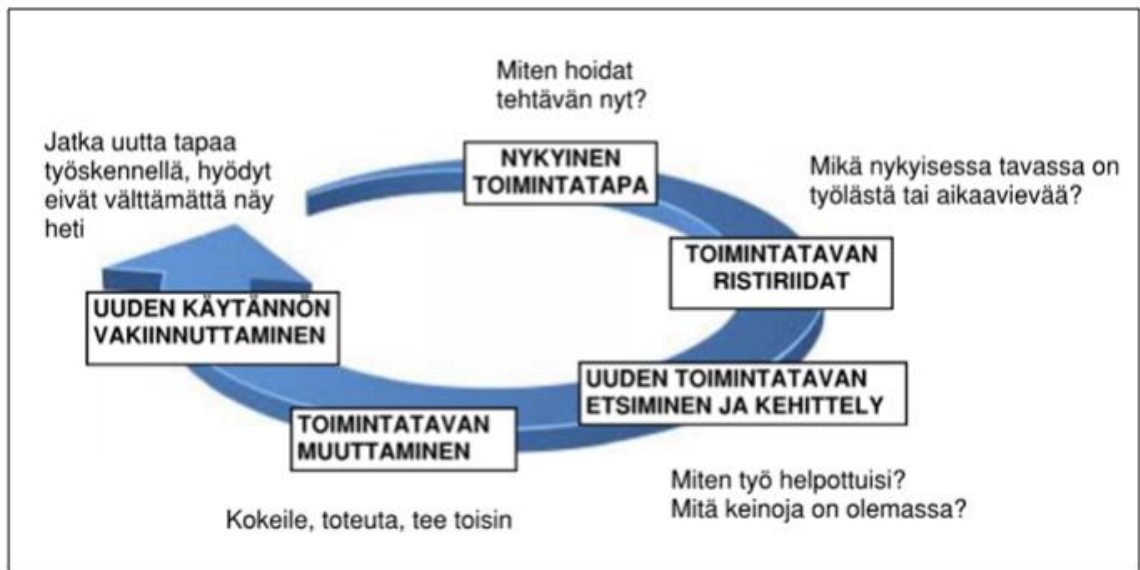 Miten hoidat
tehtävän nyt?
NYKYINEN
TOIMINTATAPA
Mikä nykyisessa tavassa on
työlästä tai aikaavievää?
TOIMINTATAVAN
RISTIRIIDAT
UUDEN TOIMINTATAVAN
ETSIMINEN JA KEHITTELY
Miten työ helpottuisi?
Mitä keinoja on olemassa?
TOIMINTATAVAN
MUUTTAMINEN
Kokeile, toteuta, tee toisin
UUDEN KÄYTÄNNÖN
VAKIINNUTTAMINEN
Jatka uutta tapaa
työskennellä, hyödyt
eivät välttämättä näy
heti